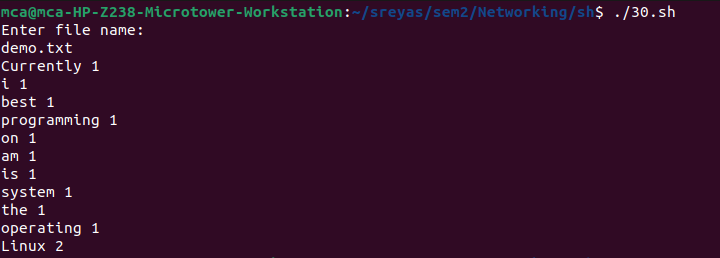 mca@mca-HP-Z238-Microtower-Workstation:~/sreyas/sem2/Networking/sh$ ./30.sh
Enter file name:
demo.txt
Currently 1
i 1
best 1
programming 1
on 1
am 1
is 1
system 1
the 1
operating 1
Linux 2